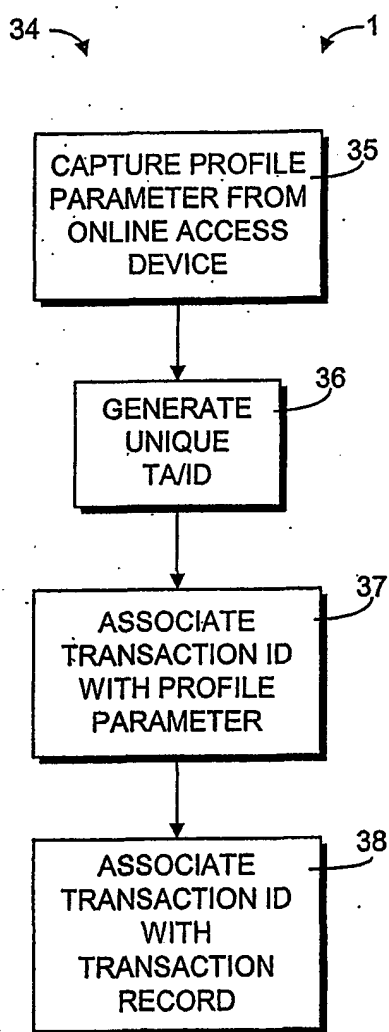 34 1
35
CAPTURE PROFILE
PARAMETER FROM
ONLINE ACCESS
DEVICE
36
GENERATE
UNIQUE
TA/ID
37
ASSOCIATE
TRANSACTION ID
WITH PROFILE
PARAMETER
38
ASSOCIATE
TRANSACTION ID
WITH
TRANSACTION
RECORD